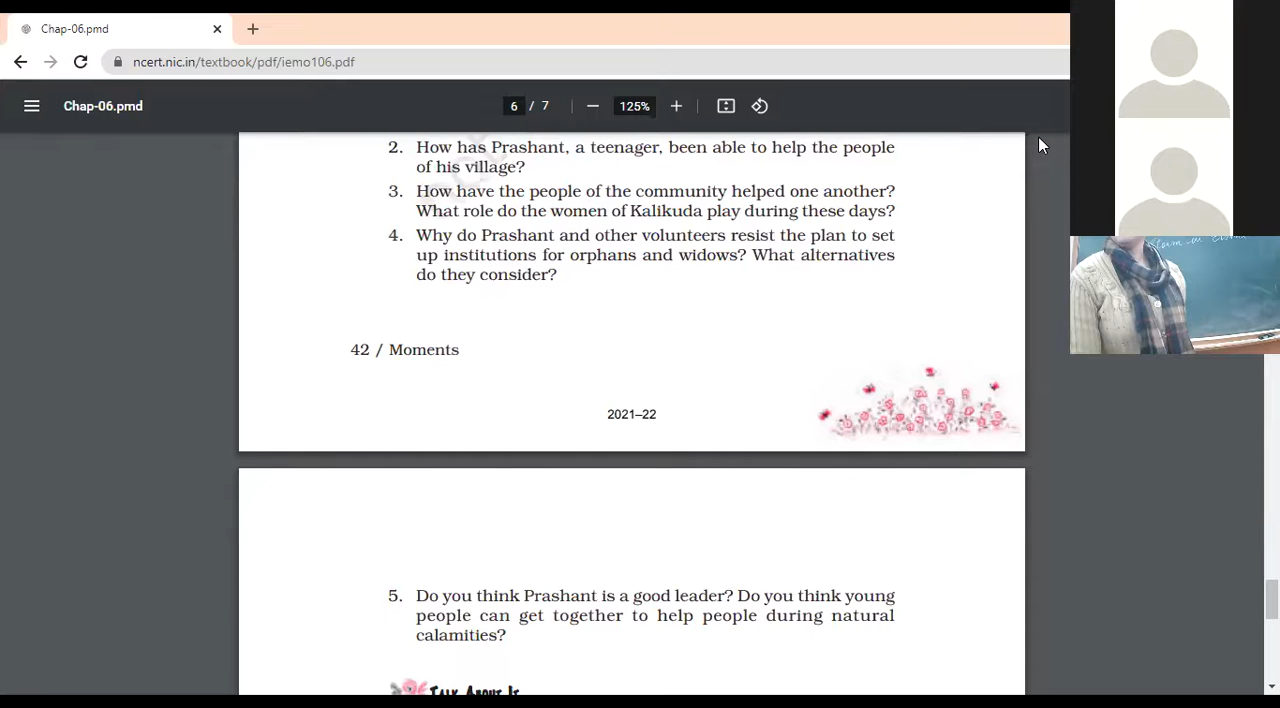 Chap-06.pmd
ncert.nic.in/textbook/pdf/iemo106.pdf
Chap-06.pmd
6 / 7
125%
2. How has Prashant, a teenager, been able to help the people
of his village?
3. How have the people of the community helped one another?
What role do the women of Kalikuda play during these days?
4. Why do Prashant and other volunteers resist the plan to set
up institutions for orphans and widows? What alternatives
do they consider?
42 / Moments
2021–22
5. Do you think Prashant is a good leader? Do you think young
people can get together to help people during natural
calamities?
TALK ABOUT IT